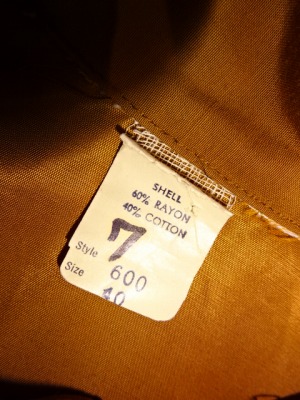 SHELL
60% RAYON
40% COTTON
7
Style 600
Size 40